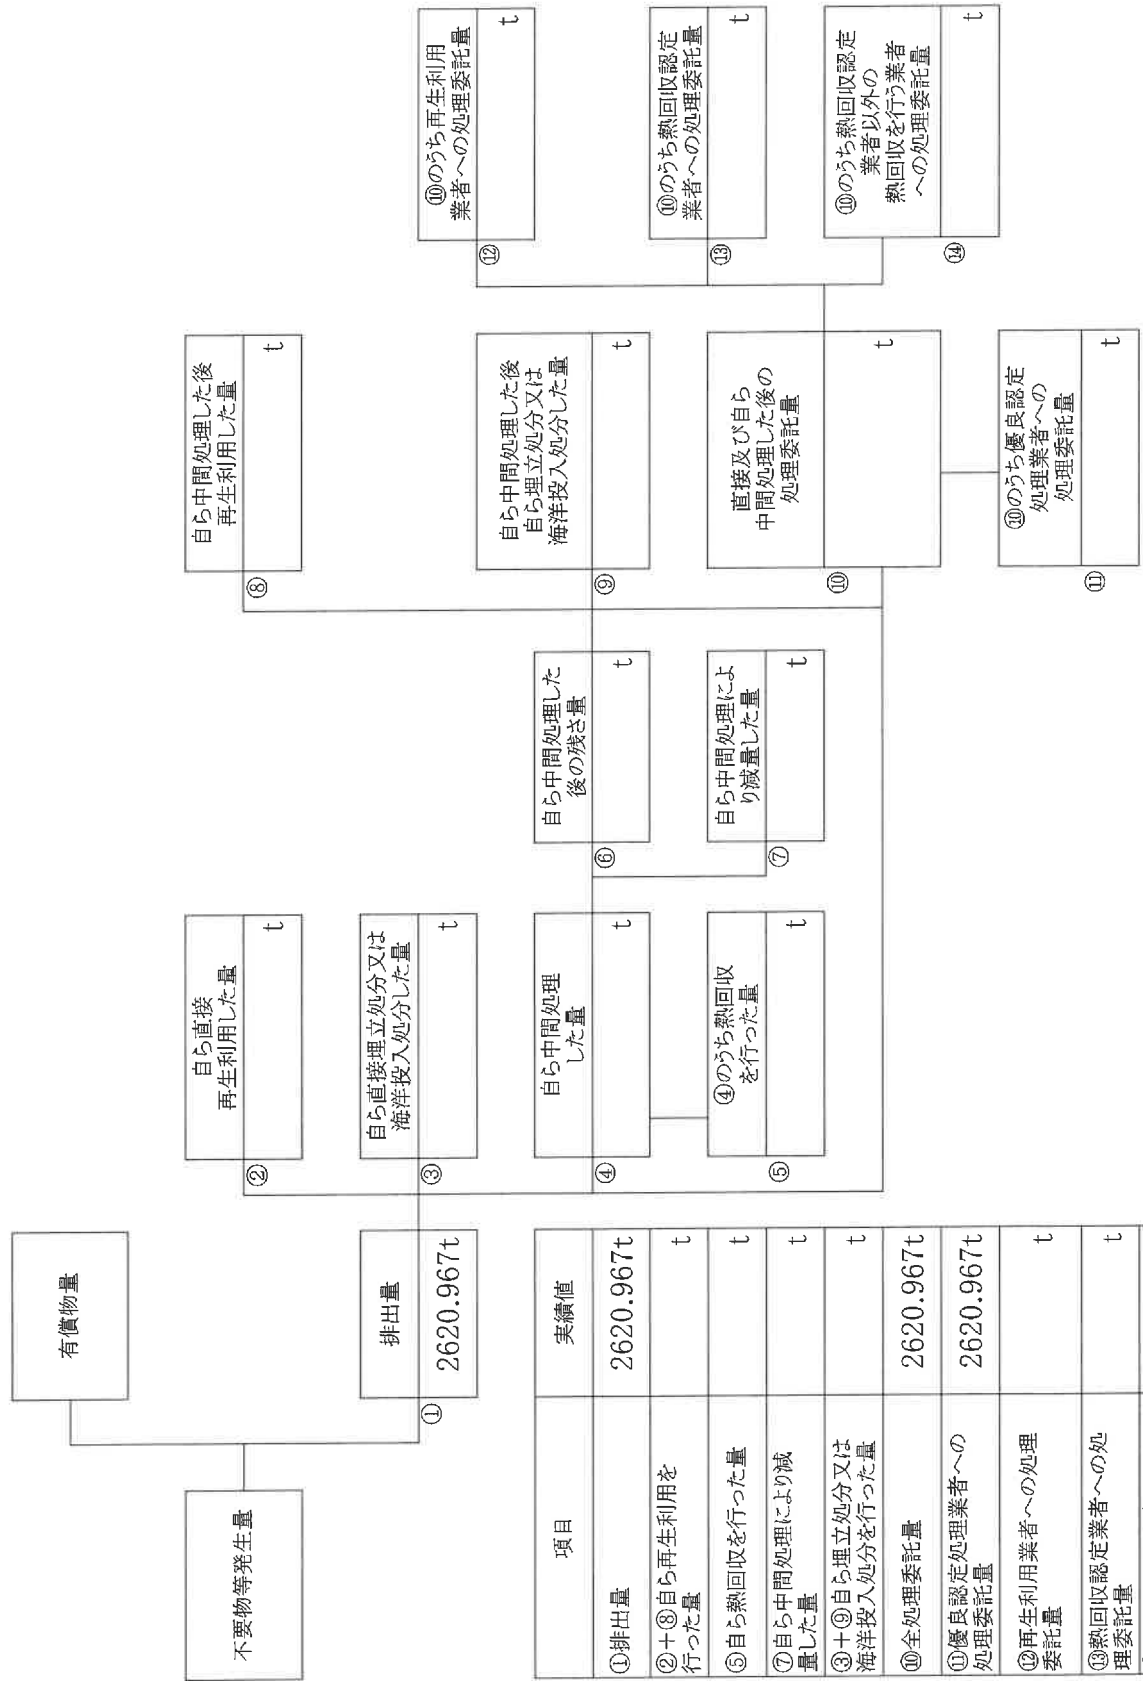 不要物等発生量
有償物量
排出量
①
2620.967t
自ら直接
再生利用した量
②
t
自ら直接埋立処分又は
海洋投入処分した量
③
t
自ら中間処理
した量
④
t
④のうち熱回収
を行った量
⑤
t
自ら中間処理した
後の残さ量
⑥
t
自ら中間処理によ
り減量した量
⑦
t
自ら中間処理した後
再生利用した量
⑧
t
自ら中間処理した後
自ら埋立処分又は
海洋投入処分した量
⑨
t
直接及び自ら
中間処理した後の
処理委託量
⑩
t
⑩のうち優良認定
処理業者への
処理委託量
⑪
t
⑩のうち再生利用
業者への処理委託量
⑫
t
⑩のうち熱回収認定
業者への処理委託量
⑬
t
⑩のうち熱回収認定
業者以外の
熱回収を行う業者
への処理委託量
⑭
t
項目 実績値
①排出量 2620.967t
②+⑧自ら再生利用を
行った量 t
⑤自ら熱回収を行った量 t
⑦自ら中間処理により減
量した量 t
③+⑨自ら埋立処分又は
海洋投入処分を行った量 t
⑩全処理委託量 2620.967t
⑪優良認定処理業者への
処理委託量 2620.967t
⑫再生利用業者への処理
委託量 t
⑬熱回収認定業者への処
理委託量 t